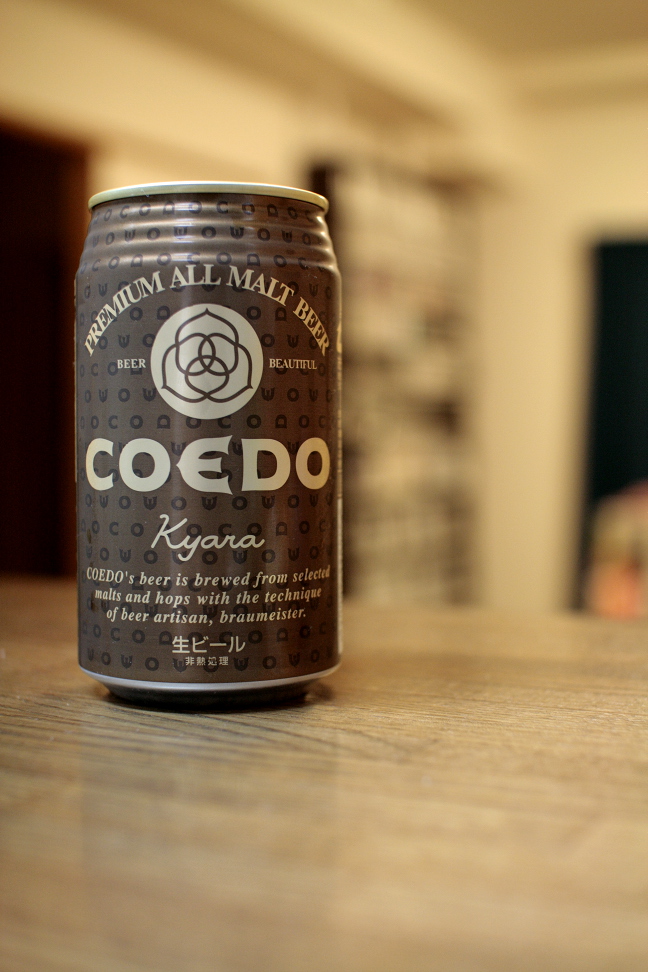 PREMIUM ALL MALT BEER
BEER BEAUTIFUL
COEDO
Kyara
COEDO's beer is brewed from selected
malts and hops with the technique
of beer artisan, braumeister.
生ビール
非熱処理